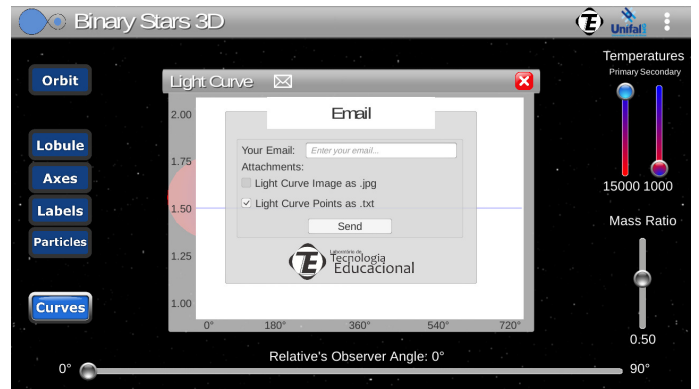 Binary Stars 3D
Unifal
Temperatures
Primary Secondary
15000 1000
Mass Ratio
0.50
Orbit
Lobule
Axes
Labels
Particles
Curves
Light Curve
2.00
1.75
1.50
1.25
1.00
0° 180° 360° 540° 720°
Email
Your Email: Enter your email...
Attachments:
Light Curve Image as .jpg
Light Curve Points as .txt
Send
Laboratório de
Tecnologia
Educacional
Relative's Observer Angle: 0°
0° 90°